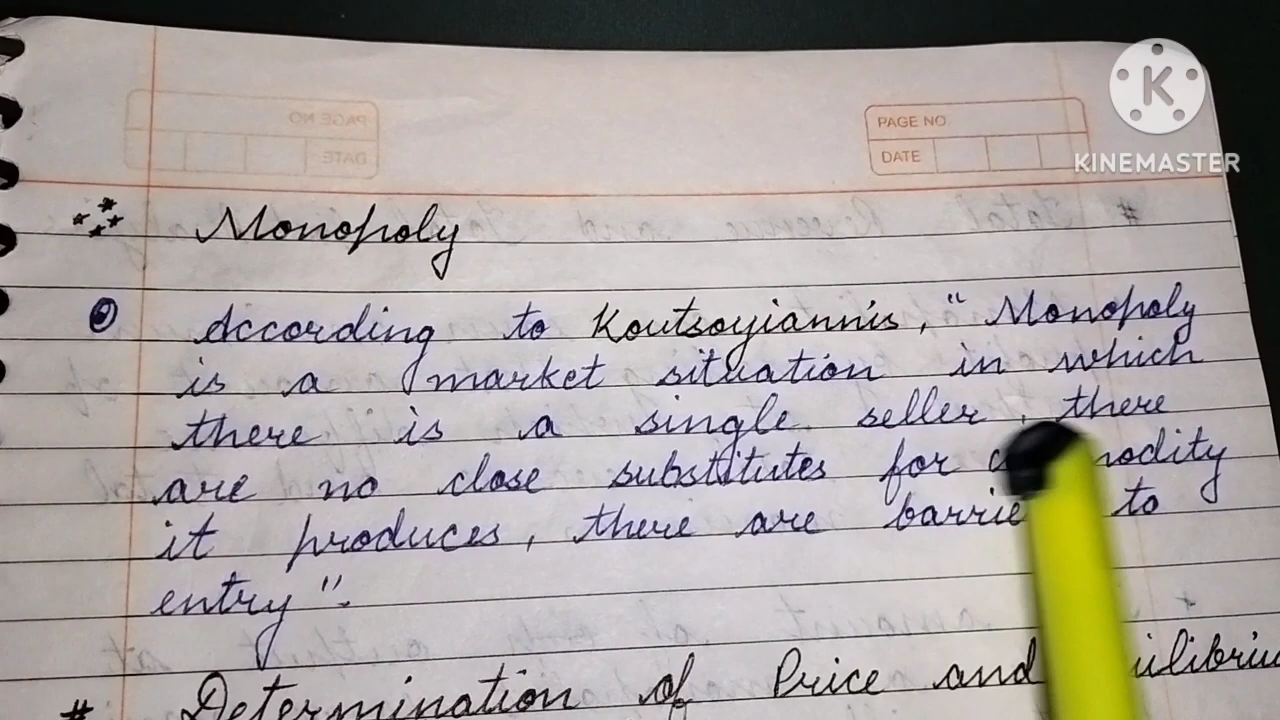 PAGE NO
DATE
KINEMASTER
Monopoly
According to Koutsoyiannis, "Monopoly
is a market situation in which
there is a single seller, there
are no close substitutes for
it produces, there are to
entry".
# Determination of Price and